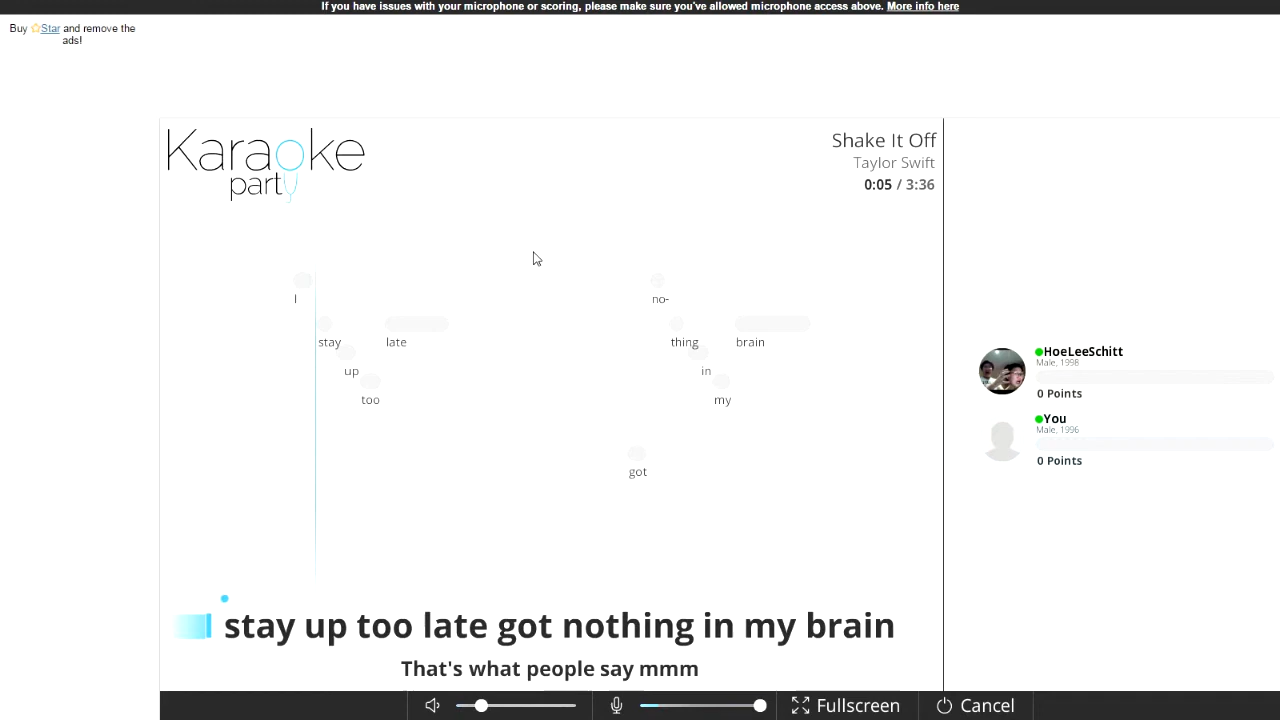 If you have issues with your microphone or scoring, please make sure you've allowed microphone access above. More info here
Buy Star and remove the
ads!
Karaoke
party
Shake It Off
Taylor Swift
0:05 / 3:36
I
no-
stay
late
thing
brain
up
in
too
my
got
HoeLeeSchitt
Male, 1998
0 Points
You
Male, 1996
0 Points
stay up too late got nothing in my brain
That's what people say mmm
Fullscreen
Cancel